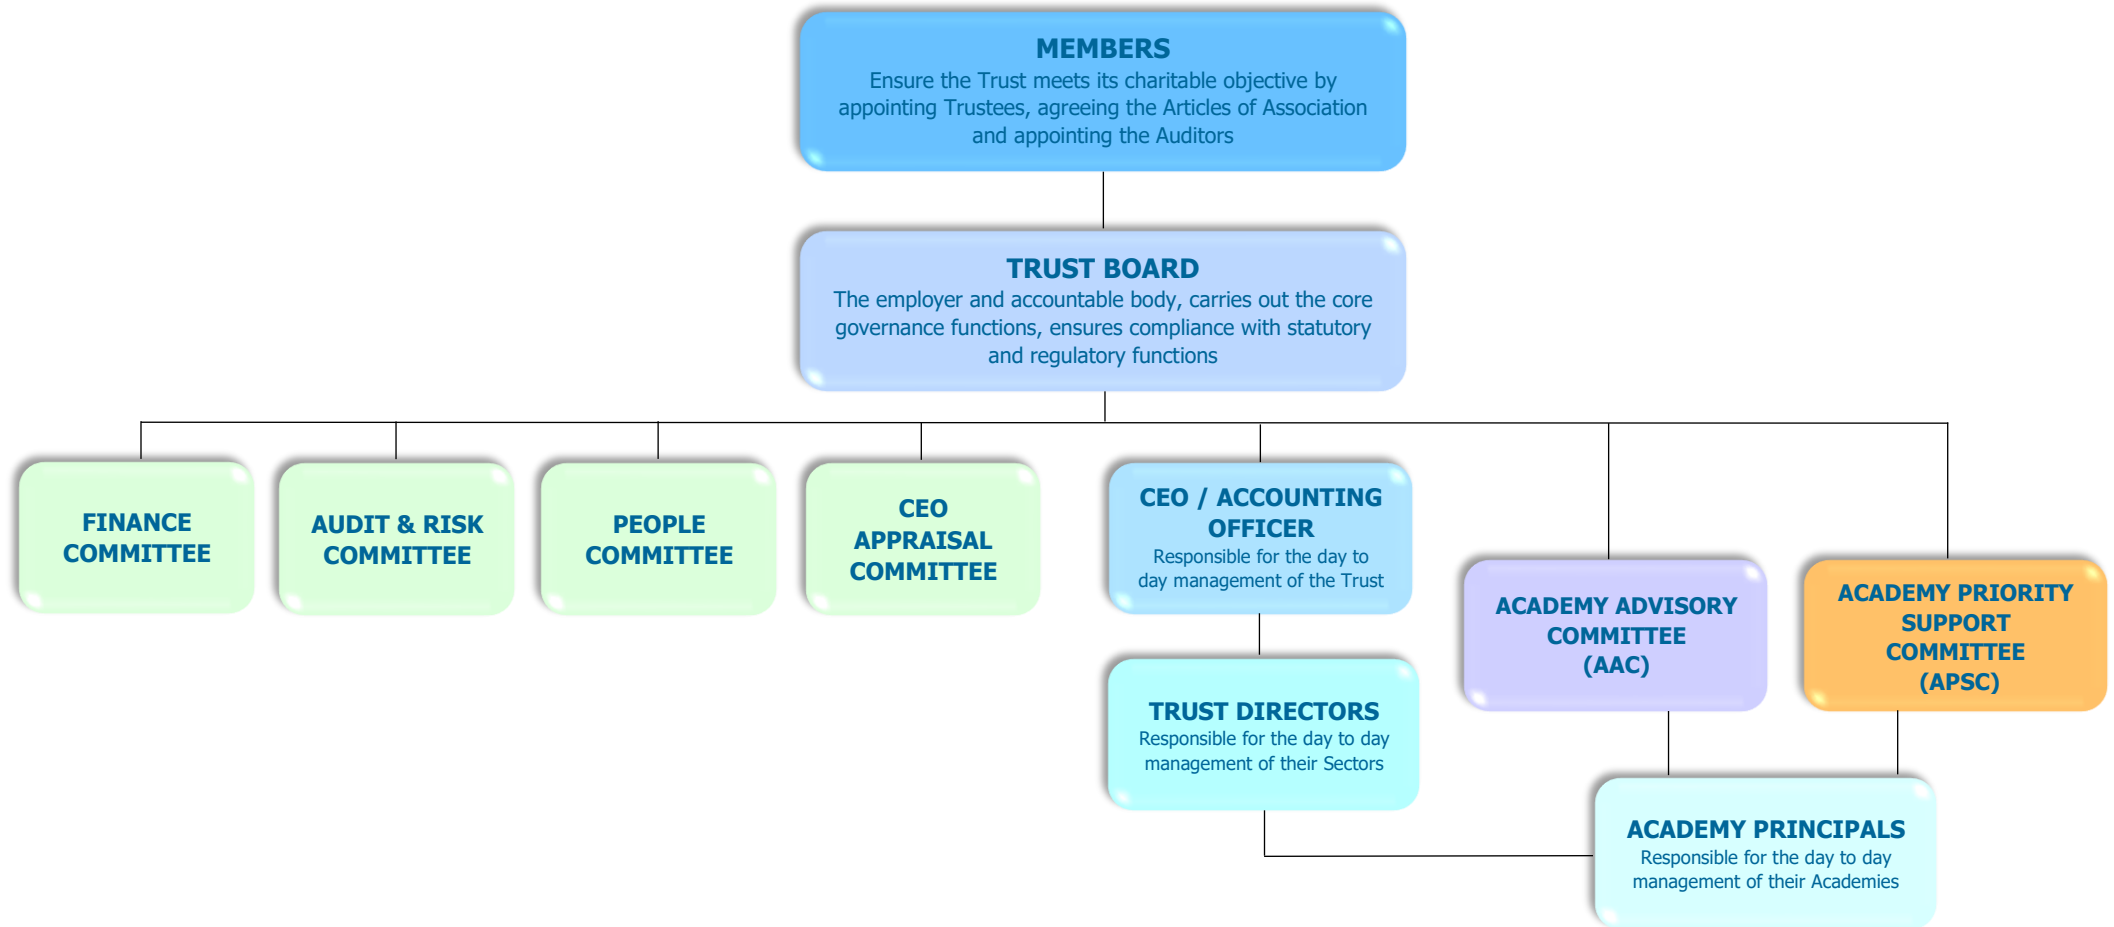 MEMBERS
Ensure the Trust meets its charitable objective by
appointing Trustees, agreeing the Articles of Association
and appointing the Auditors
TRUST BOARD
The employer and accountable body, carries out the core
governance functions, ensures compliance with statutory
and regulatory functions
FINANCE
COMMITTEE
AUDIT & RISK
COMMITTEE
PEOPLE
COMMITTEE
CEO
APPRAISAL
COMMITTEE
CEO / ACCOUNTING
OFFICER
Responsible for the day to
day management of the Trust
ACADEMY ADVISORY
COMMITTEE
(AAC)
ACADEMY PRIORITY
SUPPORT
COMMITTEE
(APSC)
TRUST DIRECTORS
Responsible for the day to day
management of their Sectors
ACADEMY PRINCIPALS
Responsible for the day to day
management of their Academies